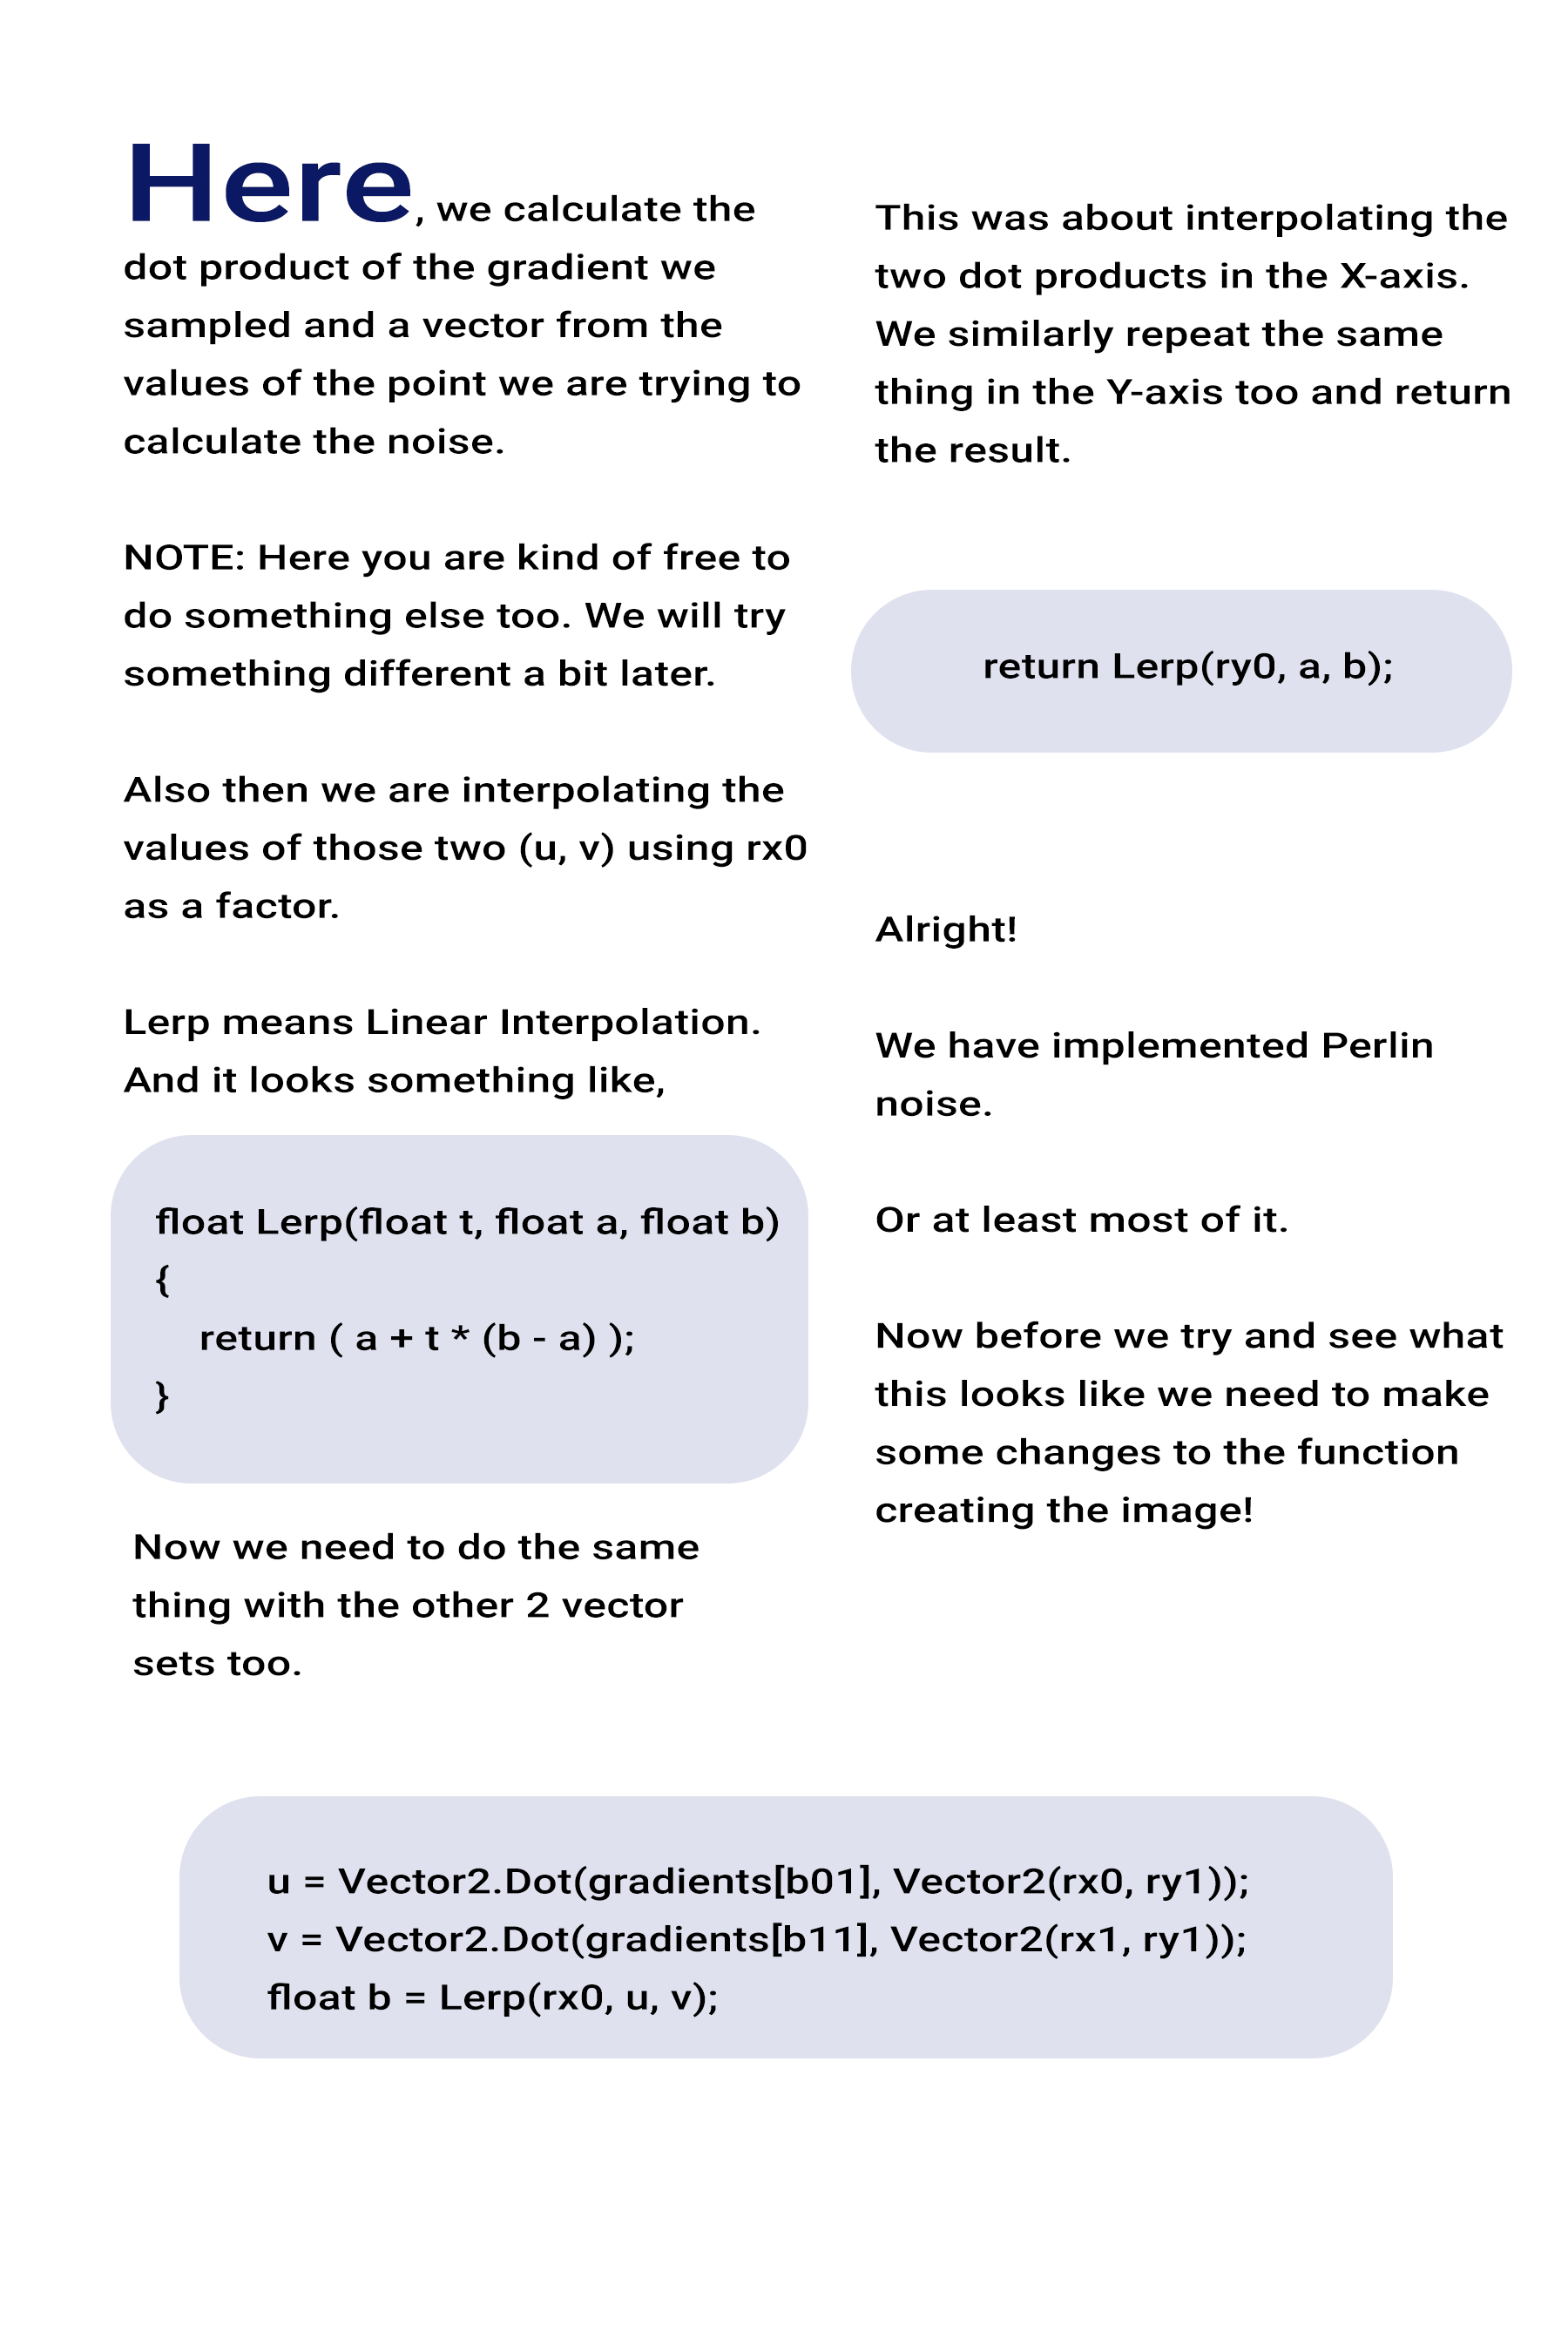 Here, we calculate the
dot product of the gradient we
sampled and a vector from the
values of the point we are trying to
calculate the noise.
NOTE: Here you are kind of free to
do something else too. We will try
something different a bit later.
Also then we are interpolating the
values of those two (u, v) using rx0
as a factor.
Lerp means Linear Interpolation.
And it looks something like,
float Lerp(float t, float a, float b)
{
return ( a + t * (b - a) );
}
Now we need to do the same
thing with the other 2 vector
sets too.
u = Vector2.Dot(gradients[b01], Vector2(rx0, ry1));
v = Vector2.Dot(gradients[b11], Vector2(rx1, ry1));
float b = Lerp(rx0, u, v);
This was about interpolating the
two dot products in the X-axis.
We similarly repeat the same
thing in the Y-axis too and return
the result.
return Lerp(ry0, a, b);
Alright!
We have implemented Perlin
noise.
Or at least most of it.
Now before we try and see what
this looks like we need to make
some changes to the function
creating the image!